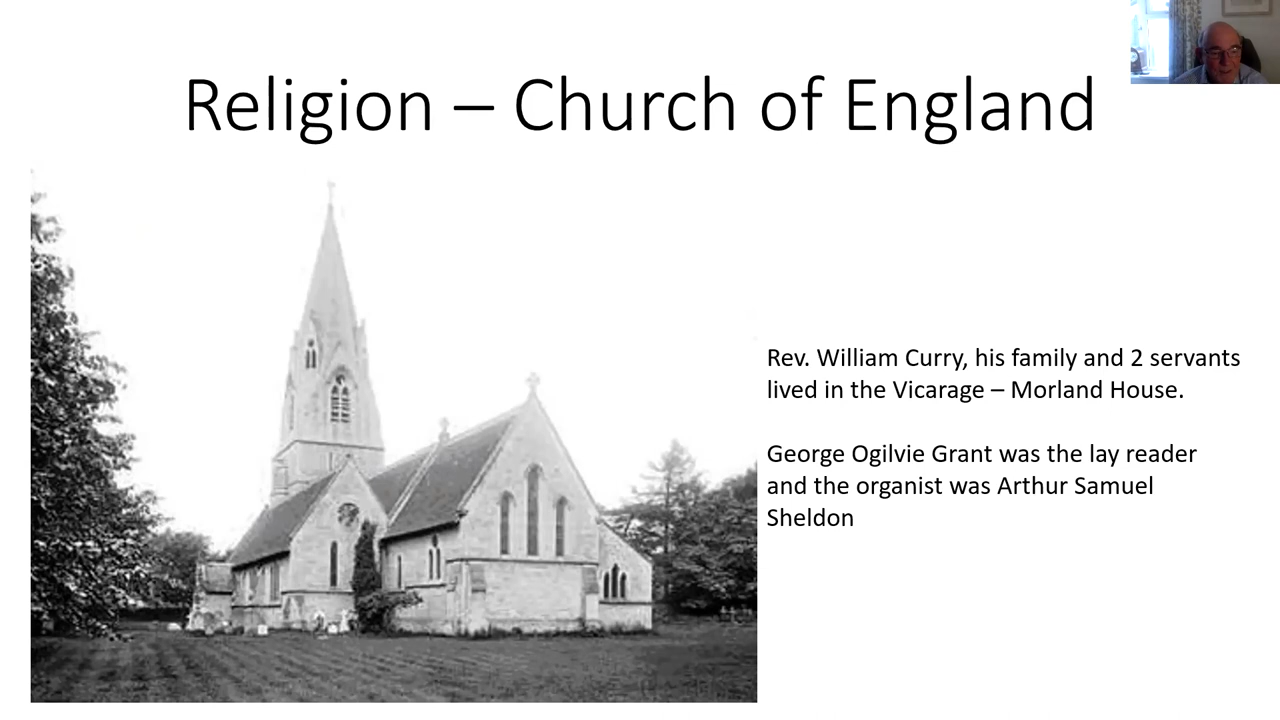 Religion – Church of England
Rev. William Curry, his family and 2 servants
lived in the Vicarage – Morland House.
George Ogilvie Grant was the lay reader
and the organist was Arthur Samuel
Sheldon